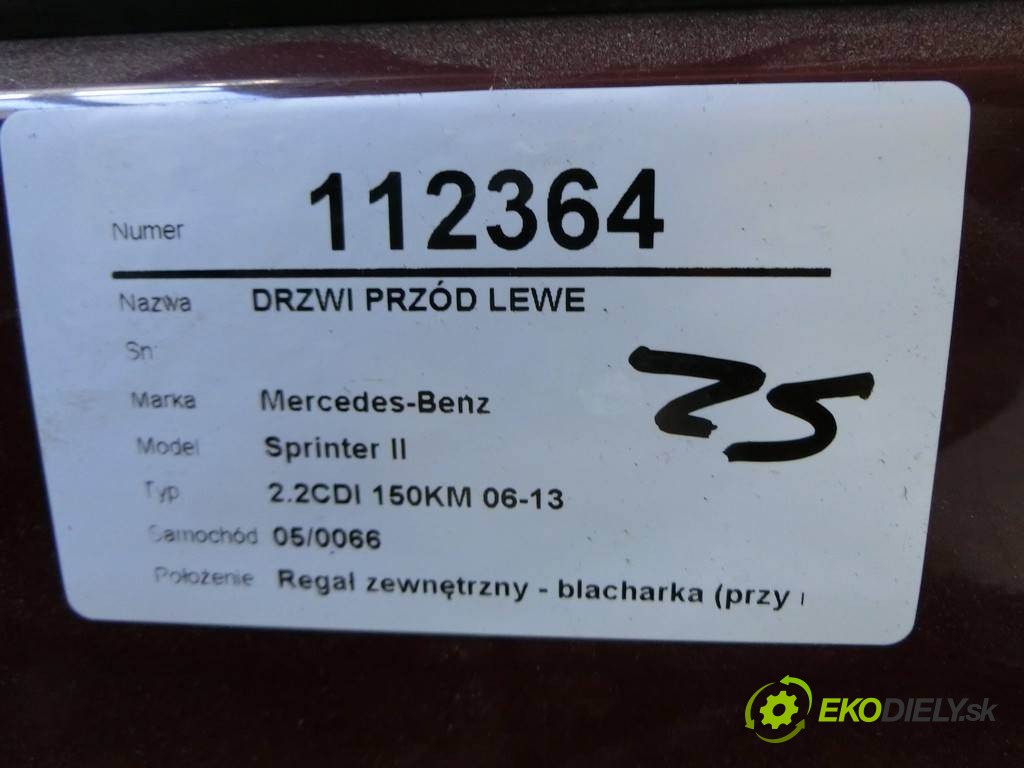 Numer 112364
Nazwa DRZWI PRZÓD LEWE
Sn
Marka Mercedes-Benz
Model Sprinter II
Typ 2.2CDI 150KM 06-13
Samochód 05/0066
Położenie Regał zewnętrzny - blacharka (przy
EKODIELY.sk